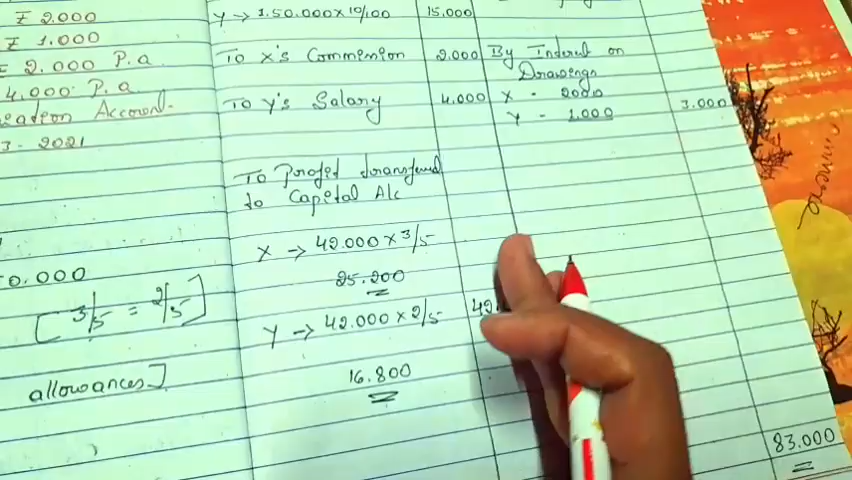 ₹ 2.000
₹ 1.000
₹ 2.000 P.a
4.000 P.a
Account.
3 - 2021
0.000
[ 3/5 = 2/5 ]
allowances]
Y → 1.50.000 x 10/100 15.000
To X's Commission 2.000
To Y's Salary 4.000
To Profit transferred
to Capital A/c
X → 42.000 x 3/5
25.200
Y → 42.000 x 2/5 42.
16.800
By Interest on
Drawings
X - 2000
Y - 1.000 3.000
83.000